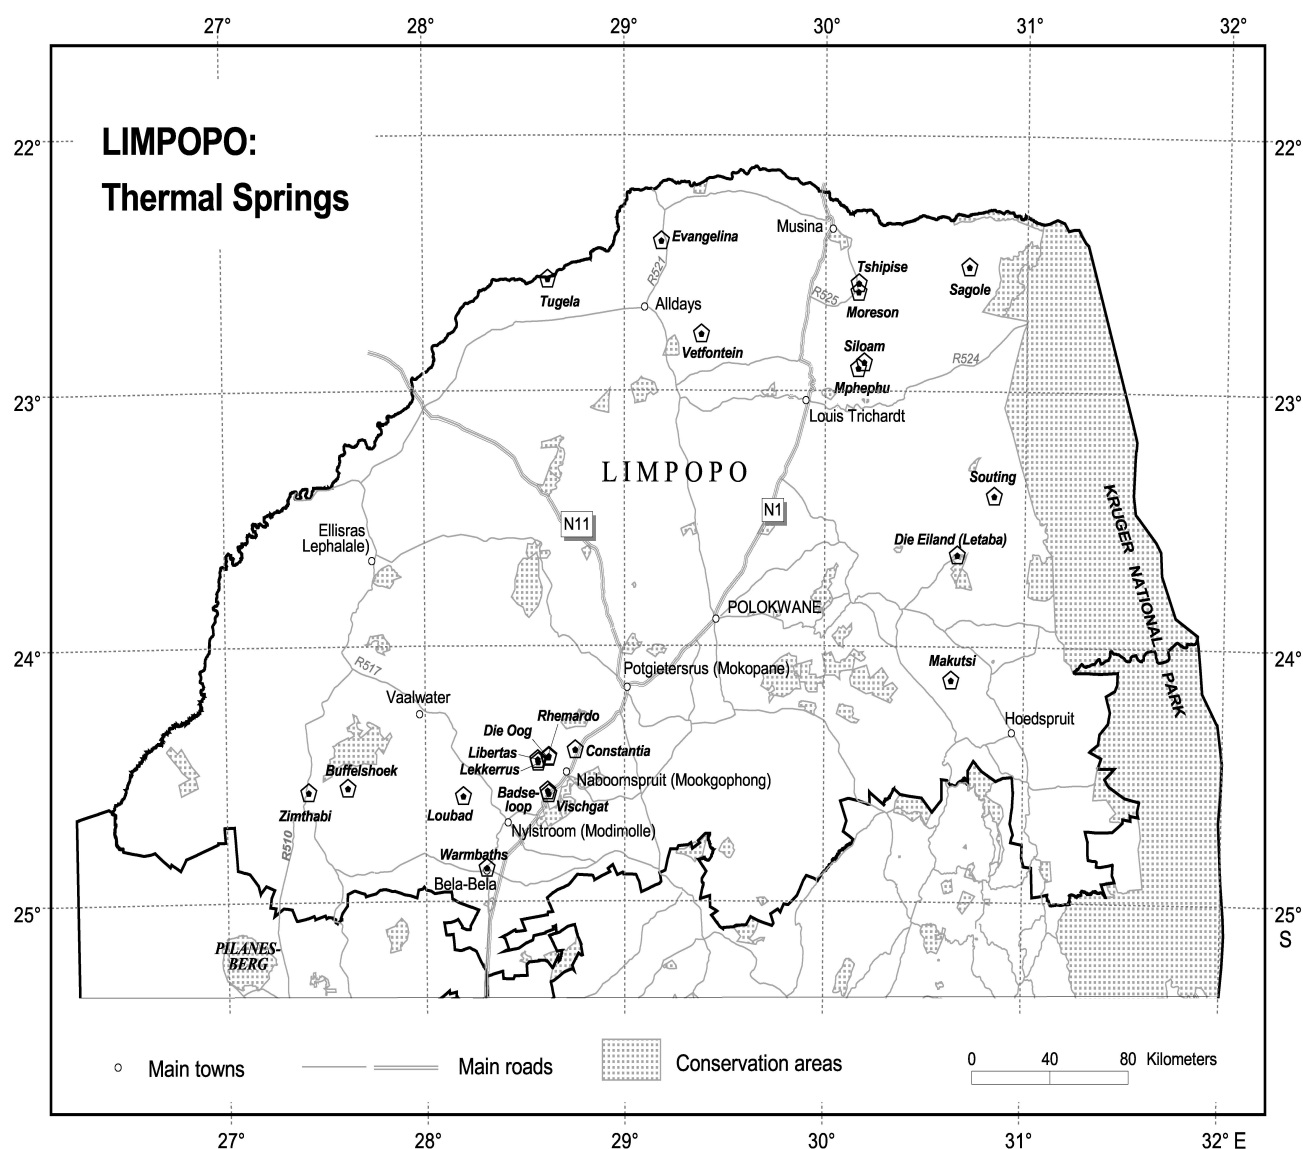 27° 28° 29° 30° 31° 32°
LIMPOPO:
22° 22°
Thermal Springs
Musina
Evangelina
Tshipise
R521
Sagole
Tugela
R525
Alldays
Moreson
Siloam
Vetfontein
R524
Mphephu
23° 23°
Louis Trichardt
LIMPOPO
Souting
N1
N11
KRUGER NATIONAL PARK
Ellisras
Lephalale)
Die Eiland (Letaba)
POLOKWANE
24° 24°
R517
Potgietersrus (Mokopane)
Makutsi
Vaalwater
Rhemardo
Hoedspruit
Die Oog
Libertas
Constantia
Lekkerrus
Buffelshoek
Naboomspruit (Mookgophong)
Badse-
loop
Vischgat
Zimthabi
Loubad
Nylstroom (Modimolle)
R510
Warmbaths
Bela-Bela
25° 25°
S
PILANES-
BERG
Main towns
Main roads
Conservation areas
0 40 80 Kilometers
27° 28° 29° 30° 31° 32° E